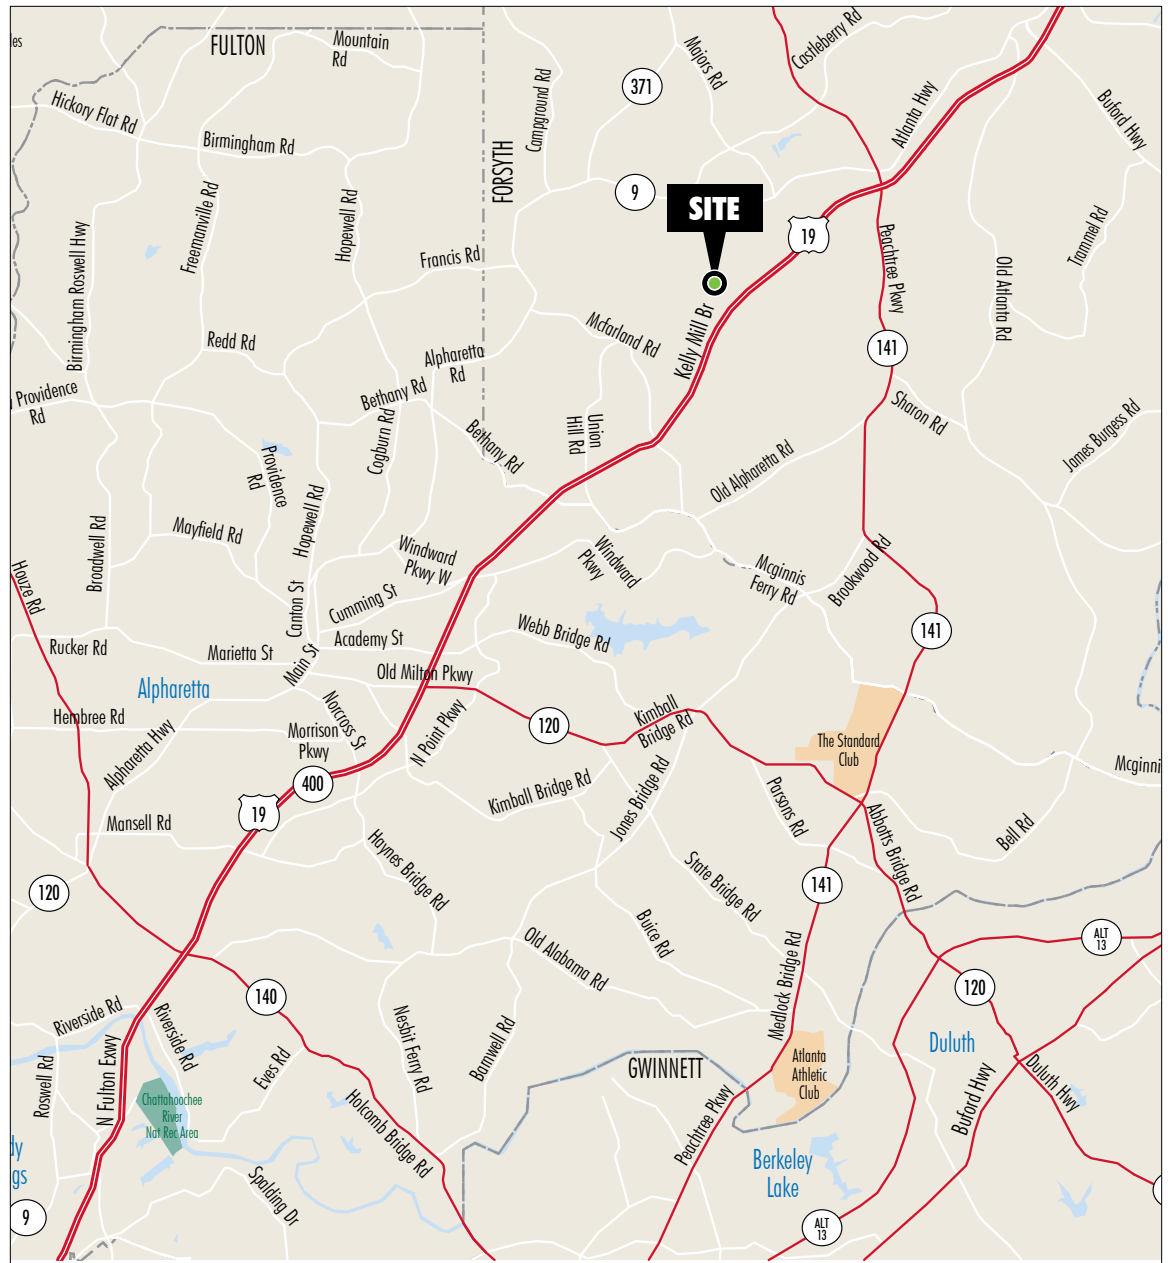 les
FULTON
Mountain
Rd
Castleberry Rd
Majors Rd
371
Campground Rd
Atlanta Hwy
Buford Hwy
Hickory Flat Rd
Birmingham Rd
FORSYTH
9
SITE
19
Freemanville Rd
Hopewell Rd
Birmingham Roswell Hwy
Francis Rd
Peachtree Pkwy
Trammel Rd
Old Atlanta Rd
Kelly Mill Br
Mcfarland Rd
141
Redd Rd
Alpharetta
Rd
Providence
Rd
Bethany Rd
Cogburn Rd
Bethany Rd
Union
Hill Rd
Sharon Rd
James Burgess Rd
Old Alpharetta Rd
Providence
Rd
Hopewell Rd
Mayfield Rd
Broadwell Rd
Windward
Pkwy W
Windward
Pkwy
Mcginnis
Ferry Rd
Brookwood Rd
Houze Rd
Canton St
Cumming St
Academy St
Webb Bridge Rd
141
Rucker Rd
Marietta St
Main St
Old Milton Pkwy
Alpharetta
Hembree Rd
Norcross St
N Point Pkwy
120
Kimball
Bridge Rd
Alpharetta Hwy
Morrison
Pkwy
The Standard
Club
Mcginni
400
19
Kimball Bridge Rd
Jones Bridge Rd
Parsons Rd
Mansell Rd
Haynes Bridge Rd
Abbotts Bridge Rd
Bell Rd
120
State Bridge Rd
141
Buice Rd
Old Alabama Rd
Medlock Bridge Rd
ALT
13
140
120
Riverside Rd
Riverside Rd
Nesbit Ferry Rd
Barnwell Rd
Eves Rd
Duluth
Roswell Rd
N Fulton Exwy
GWINNETT
Atlanta
Athletic
Club
Duluth Hwy
Buford Hwy
Chattahoochee
River
Nat Rec Area
Holcomb Bridge Rd
Peachtree Pkwy
dy
gs
Berkeley
Lake
Spalding Dr
9
ALT
13